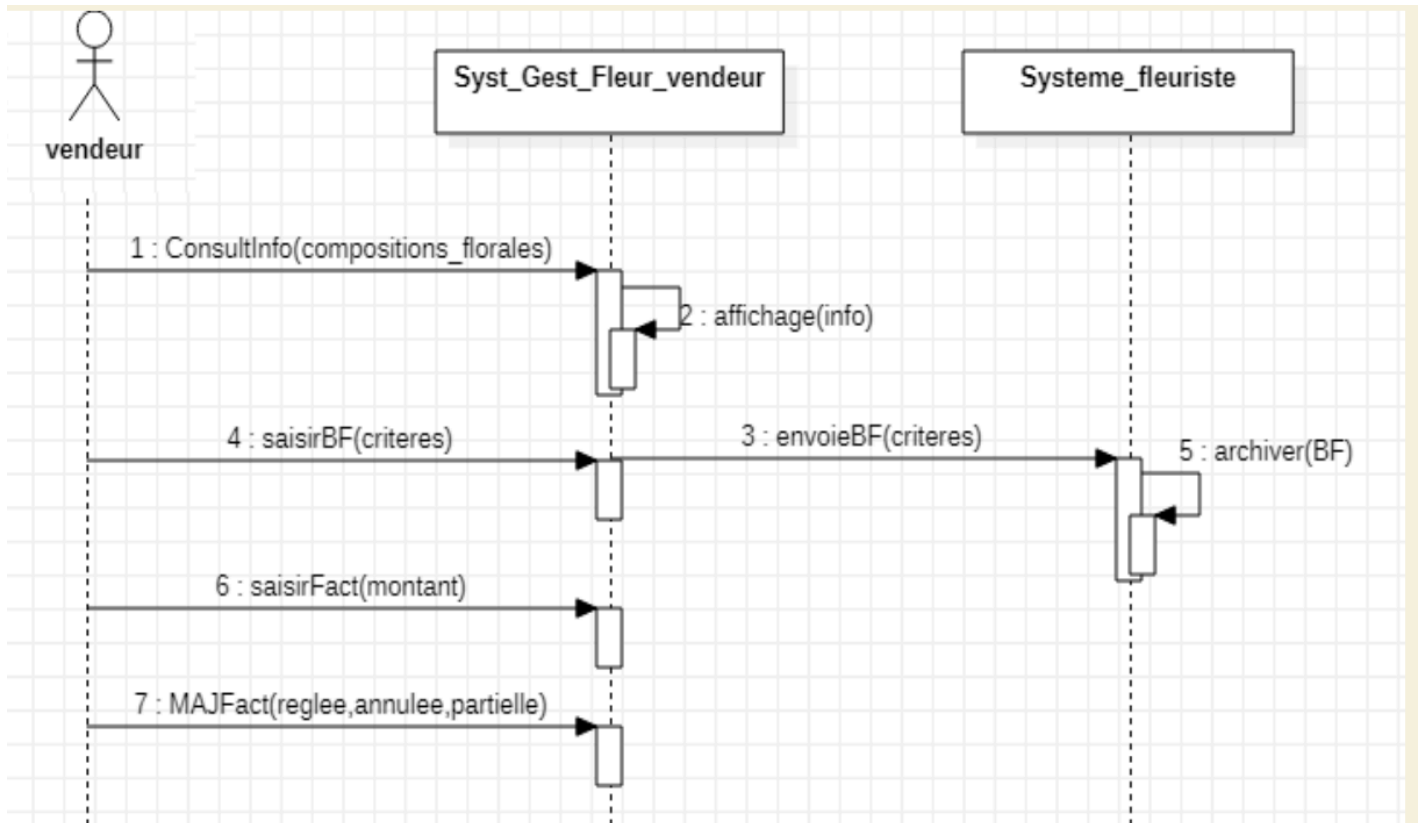 Syst_Gest_Fleur_vendeur
Systeme_fleuriste
vendeur
1 : ConsultInfo(compositions_florales)
2 : affichage(info)
4 : saisirBF(criteres)
3 : envoieBF(criteres)
5 : archiver(BF)
6 : saisirFact(montant)
7 : MAJFact(reglee,annulee,partielle)